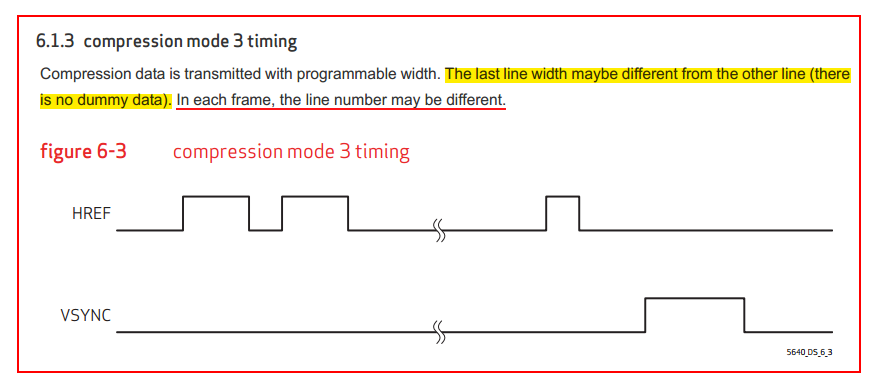 6.1.3 compression mode 3 timing
Compression data is transmitted with programmable width. The last line width maybe different from the other line (there
is no dummy data). In each frame, the line number may be different.
figure 6-3 compression mode 3 timing
HREF
VSYNC
5640_DS_6_3